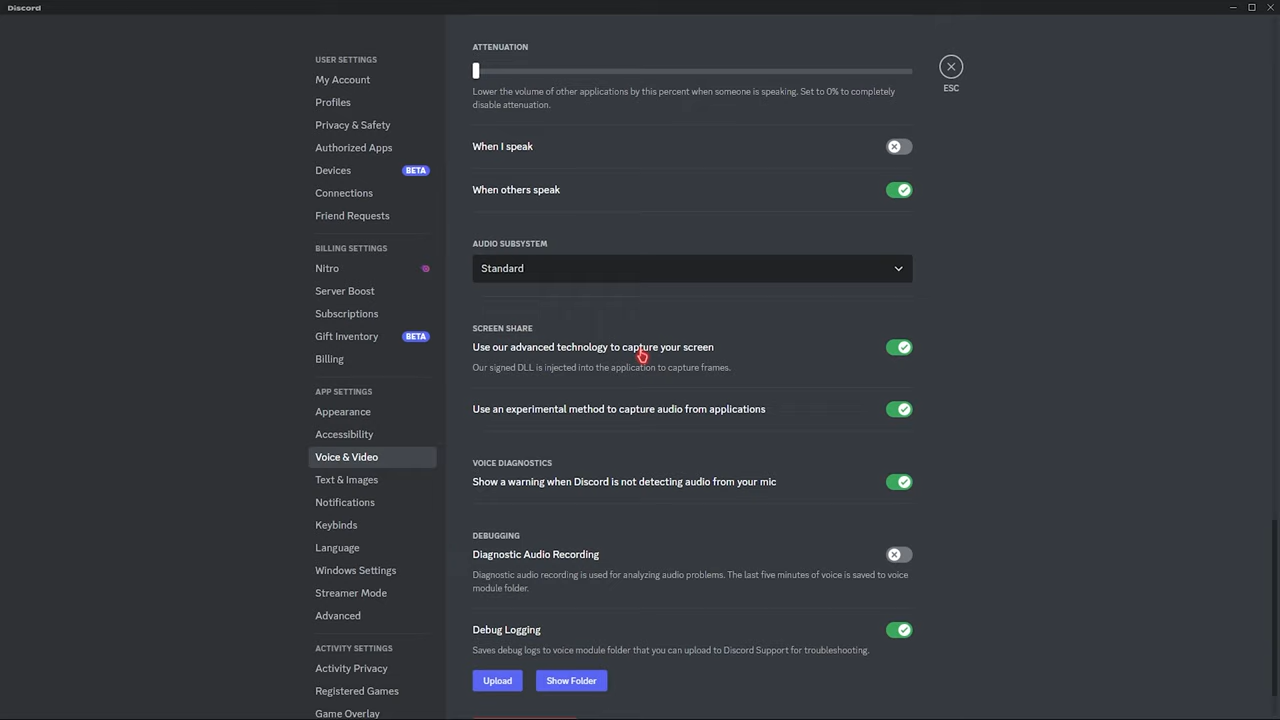 Discord
USER SETTINGS
My Account
Profiles
Privacy & Safety
Authorized Apps
Devices BETA
Connections
Friend Requests
BILLING SETTINGS
Nitro
Server Boost
Subscriptions
Gift Inventory BETA
Billing
APP SETTINGS
Appearance
Accessibility
Voice & Video
Text & Images
Notifications
Keybinds
Language
Windows Settings
Streamer Mode
Advanced
ACTIVITY SETTINGS
Activity Privacy
Registered Games
Game Overlay
ATTENUATION
Lower the volume of other applications by this percent when someone is speaking. Set to 0% to completely
disable attenuation.
When I speak
When others speak
AUDIO SUBSYSTEM
Standard
SCREEN SHARE
Use our advanced technology to capture your screen
Our signed DLL is injected into the application to capture frames.
Use an experimental method to capture audio from applications
VOICE DIAGNOSTICS
Show a warning when Discord is not detecting audio from your mic
DEBUGGING
Diagnostic Audio Recording
Diagnostic audio recording is used for analyzing audio problems. The last five minutes of voice is saved to voice
module folder.
Debug Logging
Saves debug logs to voice module folder that you can upload to Discord Support for troubleshooting.
Upload
Show Folder
ESC